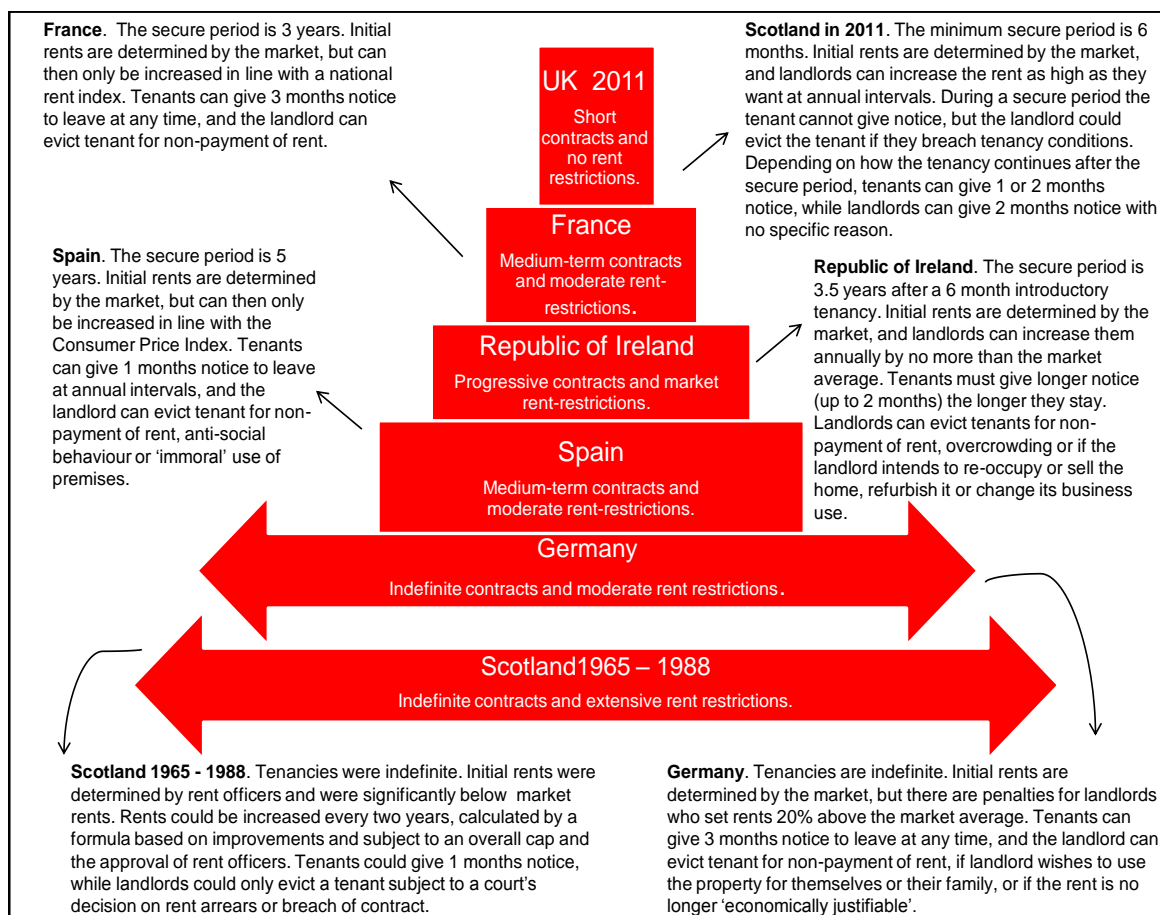 France. The secure period is 3 years. Initial
rents are determined by the market, but can
then only be increased in line with a national
rent index. Tenants can give 3 months notice
to leave at any time, and the landlord can
evict tenant for non-payment of rent.
UK 2011
Short
contracts and
no rent
restrictions.
Scotland in 2011. The minimum secure period is 6
months. Initial rents are determined by the market,
and landlords can increase the rent as high as they
want at annual intervals. During a secure period the
tenant cannot give notice, but the landlord could
evict the tenant if they breach tenancy conditions.
Depending on how the tenancy continues after the
secure period, tenants can give 1 or 2 months
notice, while landlords can give 2 months notice with
no specific reason.
France
Medium-term contracts
and moderate rent-
restrictions.
Spain. The secure period is 5
years. Initial rents are determined
by the market, but can then only
be increased in line with the
Consumer Price Index. Tenants
can give 1 months notice to leave
at annual intervals, and the
landlord can evict tenant for non-
payment of rent, anti-social
behaviour or ‘immoral’ use of
premises.
Republic of Ireland
Progressive contracts and market
rent-restrictions.
Republic of Ireland. The secure period is
3.5 years after a 6 month introductory
tenancy. Initial rents are determined by the
market, and landlords can increase them
annually by no more than the market
average. Tenants must give longer notice
(up to 2 months) the longer they stay.
Landlords can evict tenants for non-
payment of rent, overcrowding or if the
landlord intends to re-occupy or sell the
home, refurbish it or change its business
use.
Spain
Medium-term contracts and
moderate rent-restrictions.
Germany
Indefinite contracts and moderate rent restrictions.
Scotland1965 – 1988
Indefinite contracts and extensive rent restrictions.
Scotland 1965 - 1988. Tenancies were indefinite. Initial rents were
determined by rent officers and were significantly below market
rents. Rents could be increased every two years, calculated by a
formula based on improvements and subject to an overall cap and
the approval of rent officers. Tenants could give 1 months notice,
while landlords could only evict a tenant subject to a court’s
decision on rent arrears or breach of contract.
Germany. Tenancies are indefinite. Initial rents are
determined by the market, but there are penalties for landlords
who set rents 20% above the market average. Tenants can
give 3 months notice to leave at any time, and the landlord can
evict tenant for non-payment of rent, if landlord wishes to use
the property for themselves or their family, or if the rent is no
longer ‘economically justifiable’.